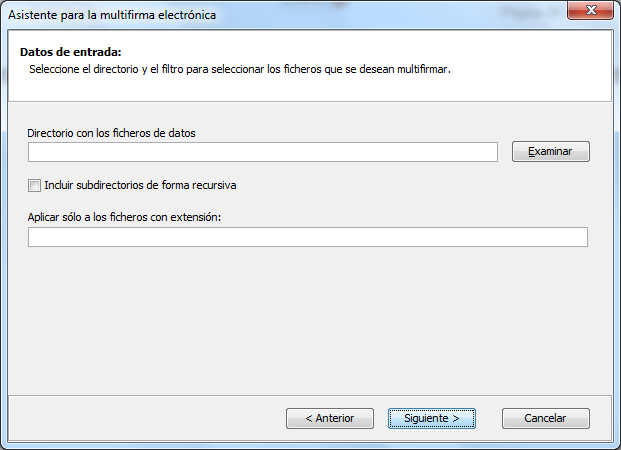 Asistente para la multifirma electrónica
Datos de entrada:
Seleccione el directorio y el filtro para seleccionar los ficheros que se desean multifirmar.
Directorio con los ficheros de datos
Examinar
Incluir subdirectorios de forma recursiva
Aplicar sólo a los ficheros con extensión:
< Anterior
Siguiente >
Cancelar